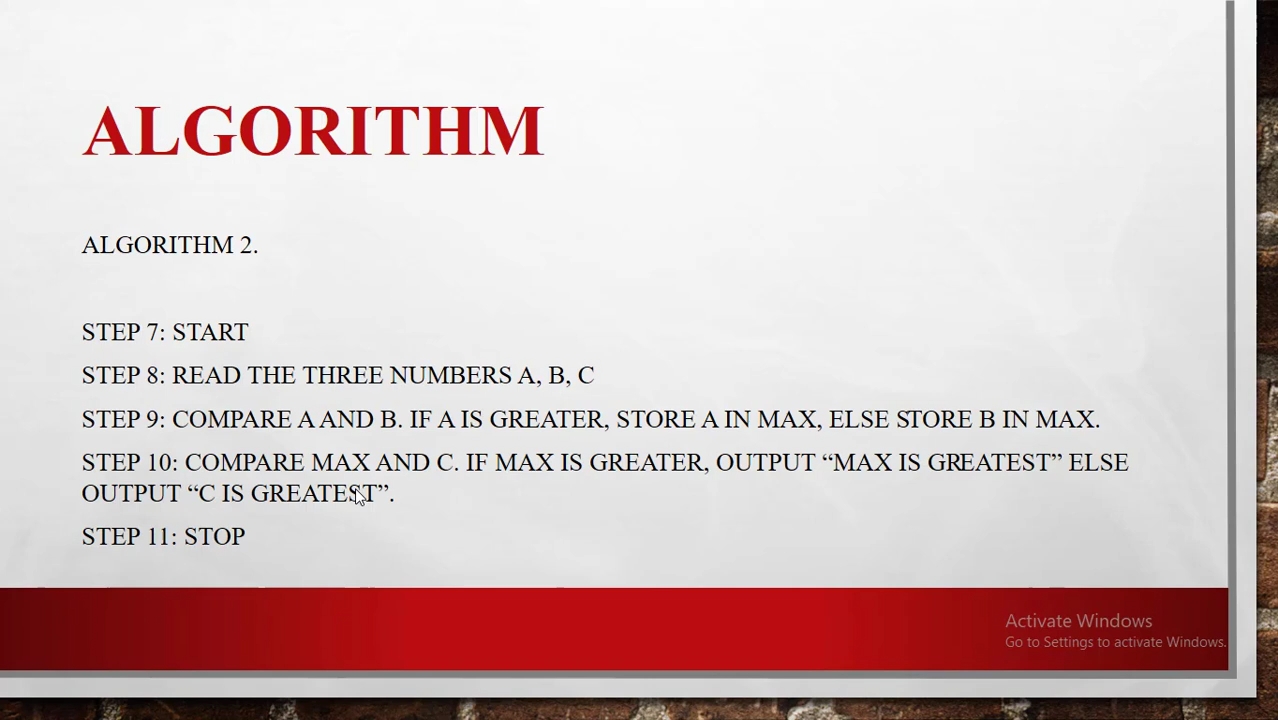 ALGORITHM
ALGORITHM 2.
STEP 7: START
STEP 8: READ THE THREE NUMBERS A, B, C
STEP 9: COMPARE A AND B. IF A IS GREATER, STORE A IN MAX, ELSE STORE B IN MAX.
STEP 10: COMPARE MAX AND C. IF MAX IS GREATER, OUTPUT “MAX IS GREATEST” ELSE
OUTPUT “C IS GREATEST”.
STEP 11: STOP
Activate Windows
Go to Settings to activate Windows.